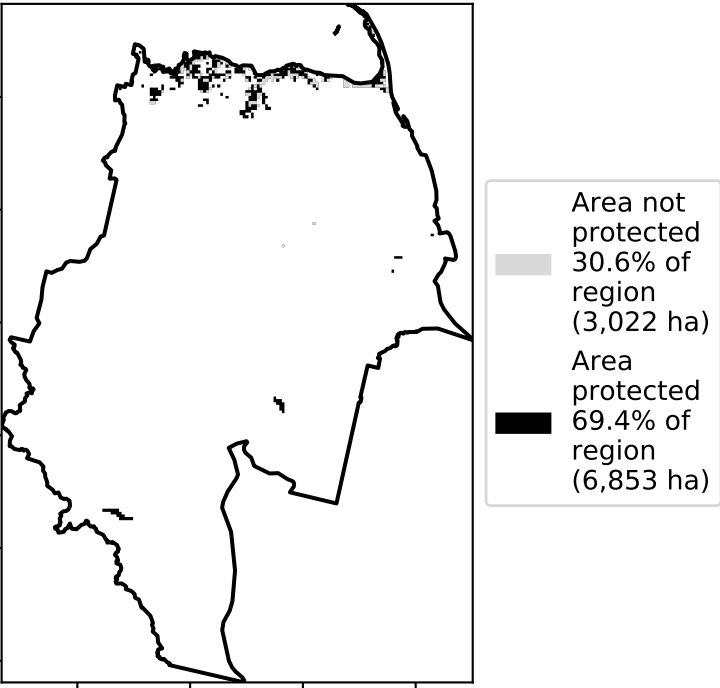 Area not
protected
30.6% of
region
(3,022 ha)
Area
protected
69.4% of
region
(6,853 ha)